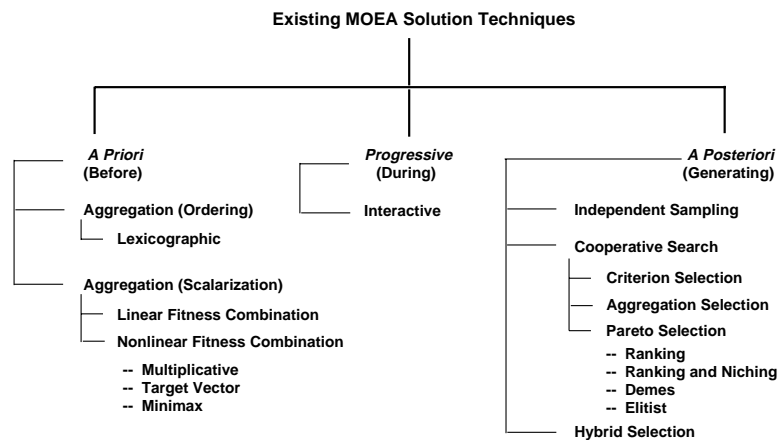 Existing MOEA Solution Techniques
A Priori
(Before)
Aggregation (Ordering)
Lexicographic
Aggregation (Scalarization)
Linear Fitness Combination
Nonlinear Fitness Combination
-- Multiplicative
-- Target Vector
-- Minimax
Progressive
(During)
Interactive
A Posteriori
(Generating)
Independent Sampling
Cooperative Search
Criterion Selection
Aggregation Selection
Pareto Selection
-- Ranking
-- Ranking and Niching
-- Demes
-- Elitist
Hybrid Selection